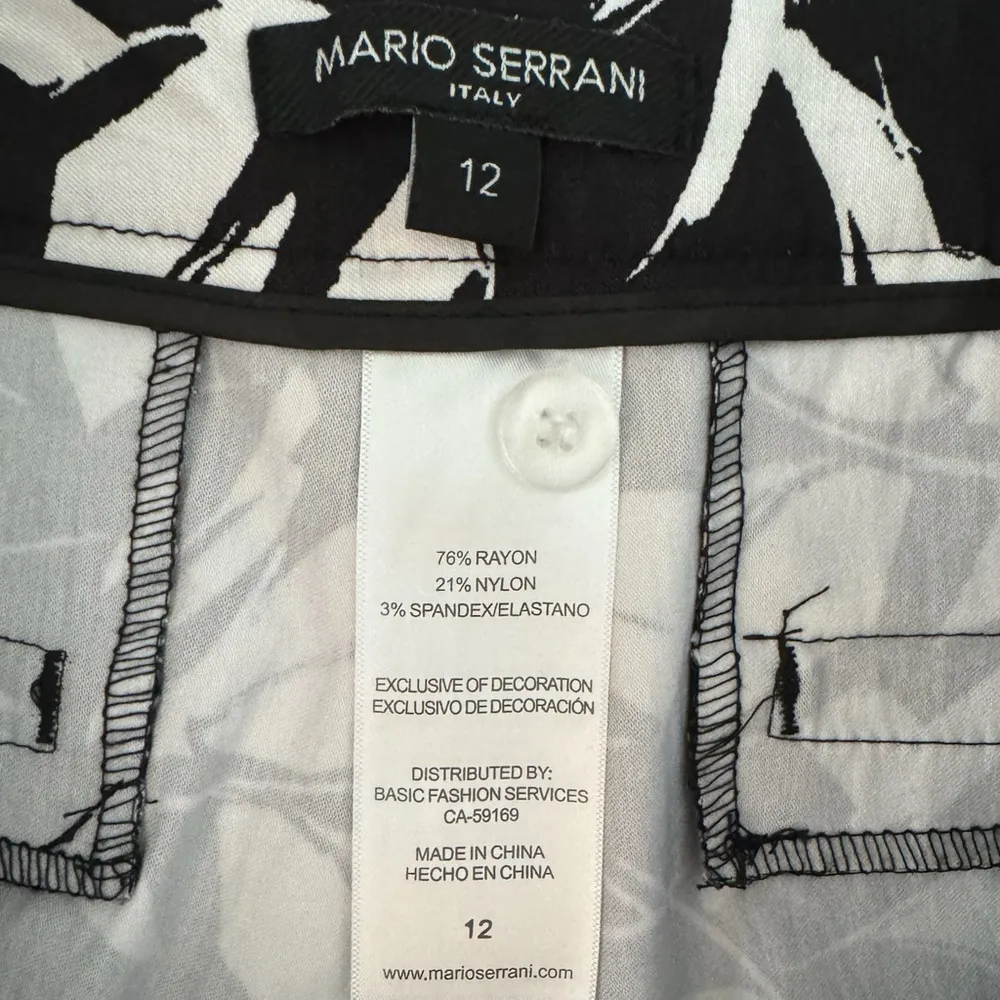 MARIO SERRANI
ITALY
12
76% RAYON
21% NYLON
3% SPANDEX/ELASTANO
EXCLUSIVE OF DECORATION
EXCLUSIVO DE DECORACIÓN
DISTRIBUTED BY:
BASIC FASHION SERVICES
CA-59169
MADE IN CHINA
HECHO EN CHINA
12
www.marioserrani.com